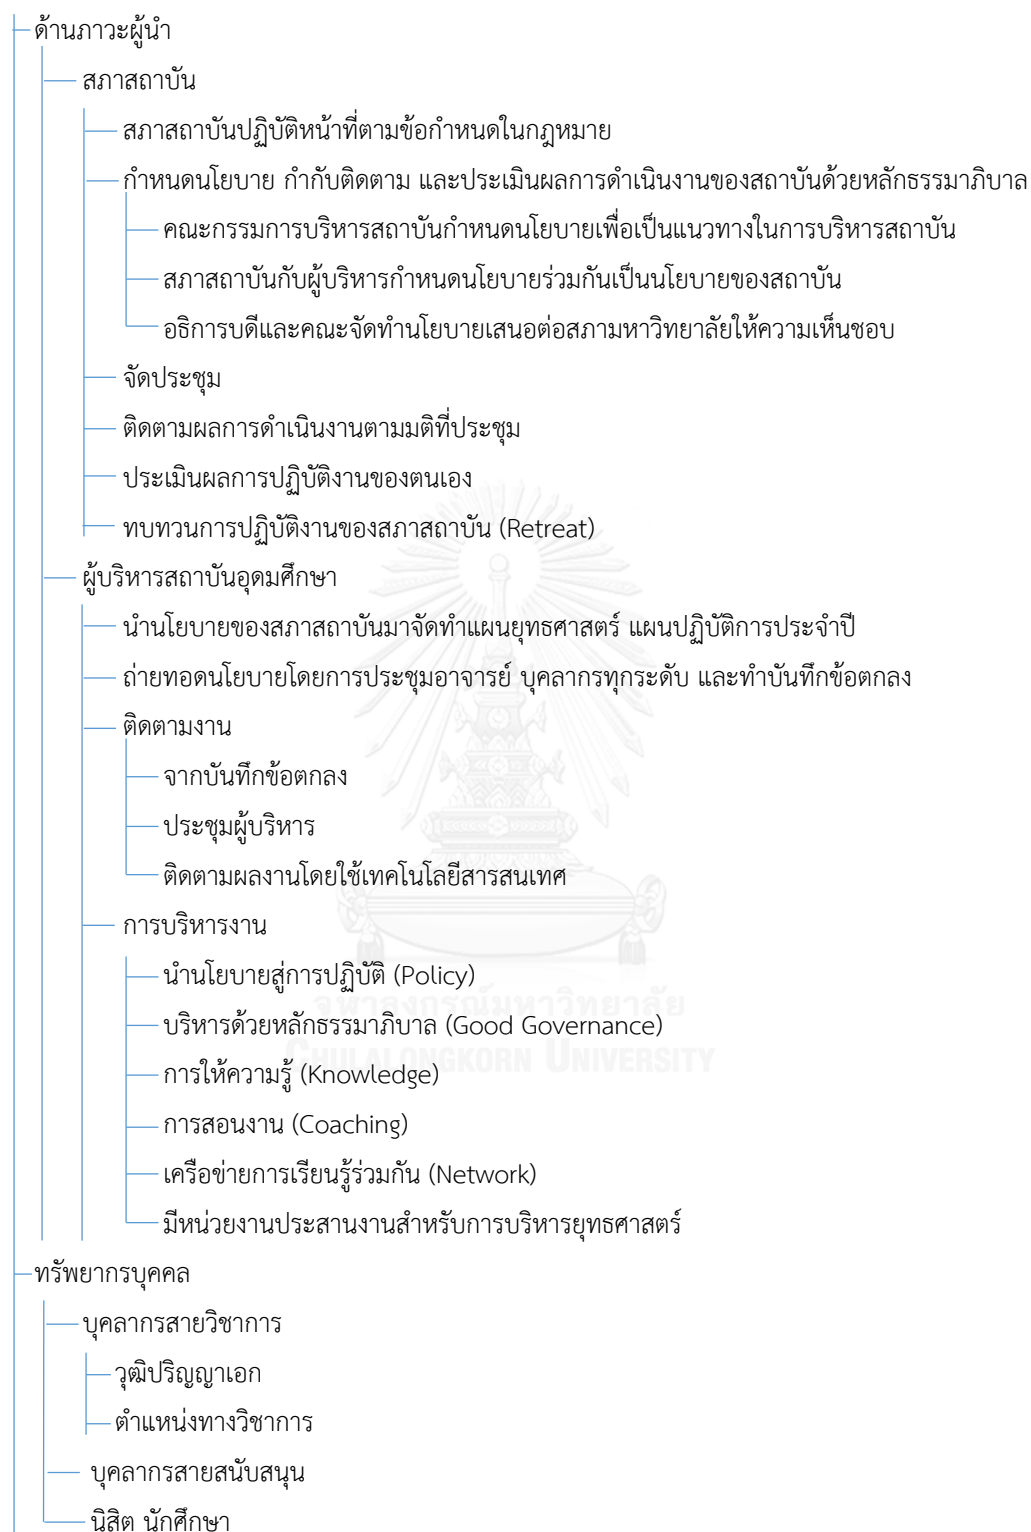 ด้านภาวะผู้นำ
สภาสถาบัน
สภาสถาบันปฏิบัติหน้าที่ตามข้อกำหนดในกฎหมาย
กำหนดนโยบาย กำกับติดตาม และประเมินผลการดำเนินงานของสถาบันด้วยหลักธรรมาภิบาล
คณะกรรมการบริหารสถาบันกำหนดนโยบายเพื่อเป็นแนวทางในการบริหารสถาบัน
สภาสถาบันกับผู้บริหารกำหนดนโยบายร่วมกันเป็นนโยบายของสถาบัน
อธิการบดีและคณะจัดทำนโยบายเสนอต่อสภามหาวิทยาลัยให้ความเห็นชอบ
จัดประชุม
ติดตามผลการดำเนินงานตามมติที่ประชุม
ประเมินผลการปฏิบัติงานของตนเอง
ทบทวนการปฏิบัติงานของสภาสถาบัน (Retreat)
ผู้บริหารสถาบันอุดมศึกษา
นำนโยบายของสภาสถาบันมาจัดทำแผนยุทธศาสตร์ แผนปฏิบัติการประจำปี
ถ่ายทอดนโยบายโดยการประชุมอาจารย์ บุคลากรทุกระดับ และทำบันทึกข้อตกลง
ติดตามงาน
จากบันทึกข้อตกลง
ประชุมผู้บริหาร
ติดตามผลงานโดยใช้เทคโนโลยีสารสนเทศ
การบริหารงาน
นำนโยบายสู่การปฏิบัติ (Policy)
จุฬาลงกรณ์มหาวิทยาลัย
บริหารด้วยหลักธรรมาภิบาล (Good Governance)
CHULALONGKORN UNIVERSITY
การให้ความรู้ (Knowledge)
การสอนงาน (Coaching)
เครือข่ายการเรียนรู้ร่วมกัน (Network)
มีหน่วยงานประสานงานสำหรับการบริหารยุทธศาสตร์
ทรัพยากรบุคคล
บุคลากรสายวิชาการ
วุฒิปริญญาเอก
ตำแหน่งทางวิชาการ
บุคลากรสายสนับสนุน
นิสิต นักศึกษา